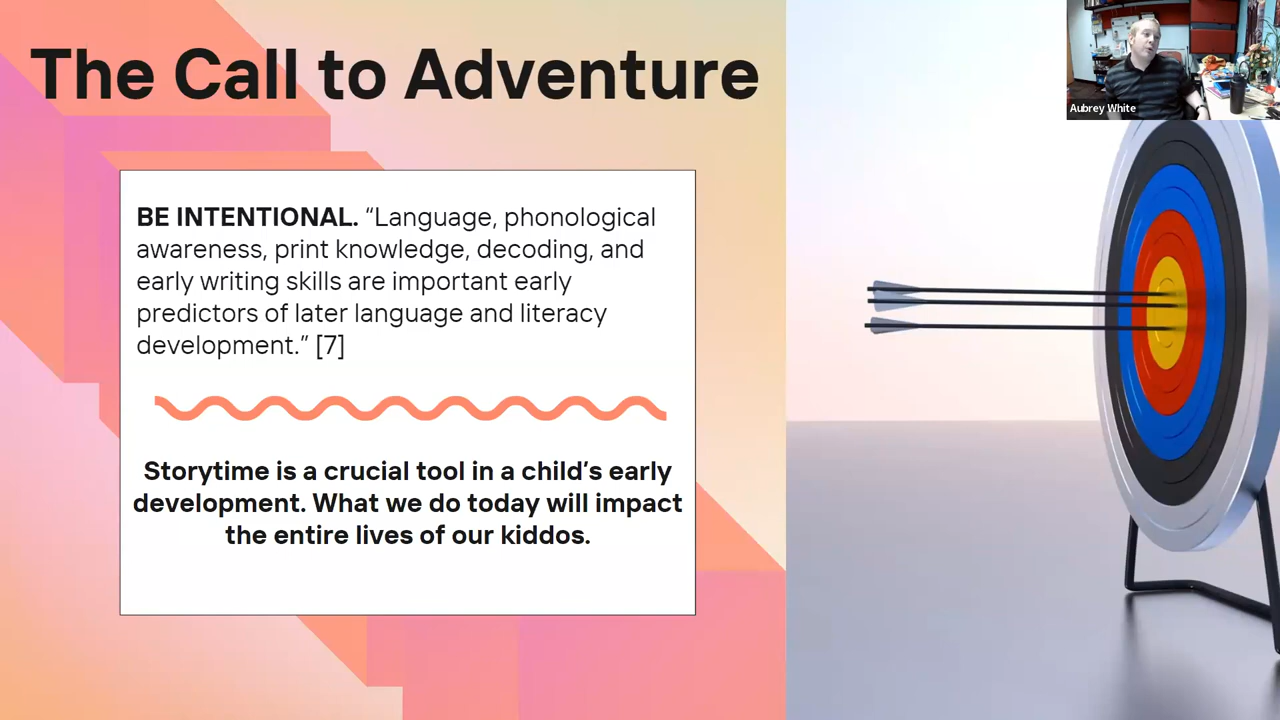 The Call to Adventure
Aubrey White
BE INTENTIONAL. “Language, phonological
awareness, print knowledge, decoding, and
early writing skills are important early
predictors of later language and literacy
development.” [7]
Storytime is a crucial tool in a child’s early
development. What we do today will impact
the entire lives of our kiddos.